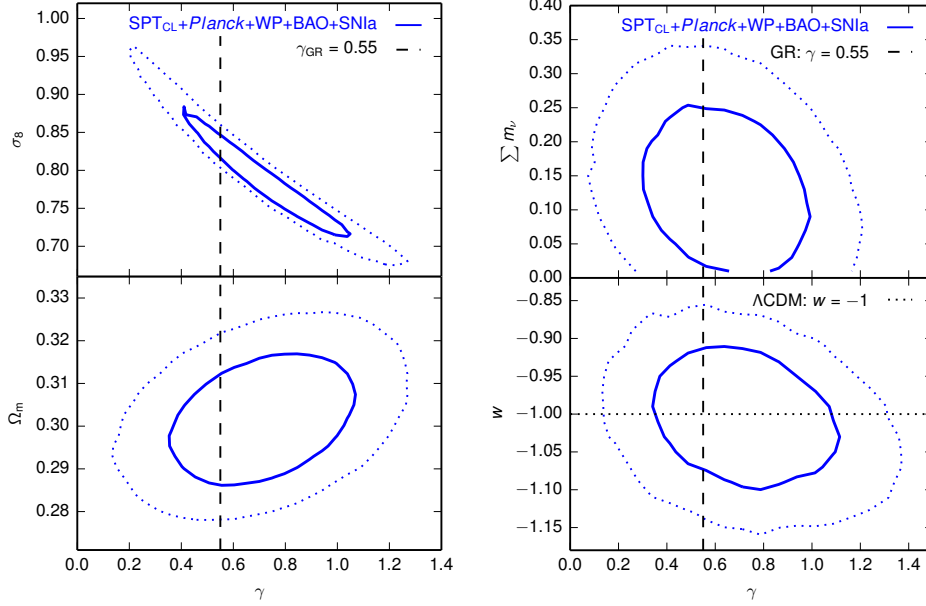 SPT_CL+Planck+WP+BAO+SNIa
γ_GR = 0.55
0.95
0.90
0.85
0.80
0.75
0.70
σ_8
0.33
0.32
0.31
0.30
0.29
0.28
Ω_m
0.0 0.2 0.4 0.6 0.8 1.0 1.2 1.4
γ
SPT_CL+Planck+WP+BAO+SNIa
GR: γ = 0.55
0.40
0.35
0.30
0.25
0.20
0.15
0.10
0.05
0.00
∑ m_ν
ΛCDM: w = −1
−0.85
−0.90
−0.95
−1.00
−1.05
−1.10
−1.15
w
0.0 0.2 0.4 0.6 0.8 1.0 1.2 1.4
γ